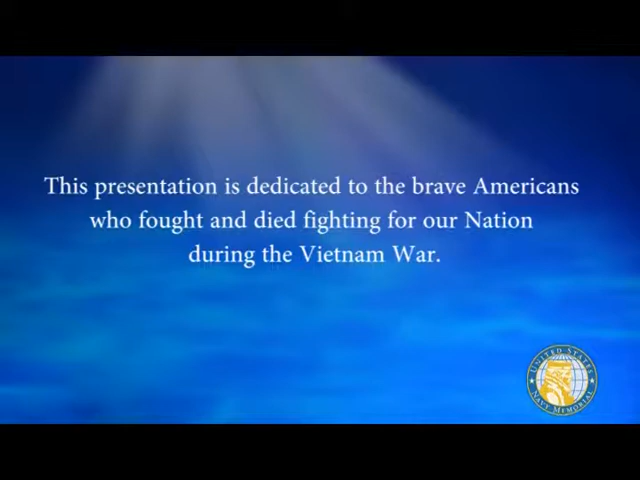 This presentation is dedicated to the brave Americans
who fought and died fighting for our Nation
during the Vietnam War.
UNITED STATES
NAVY MEMORIAL